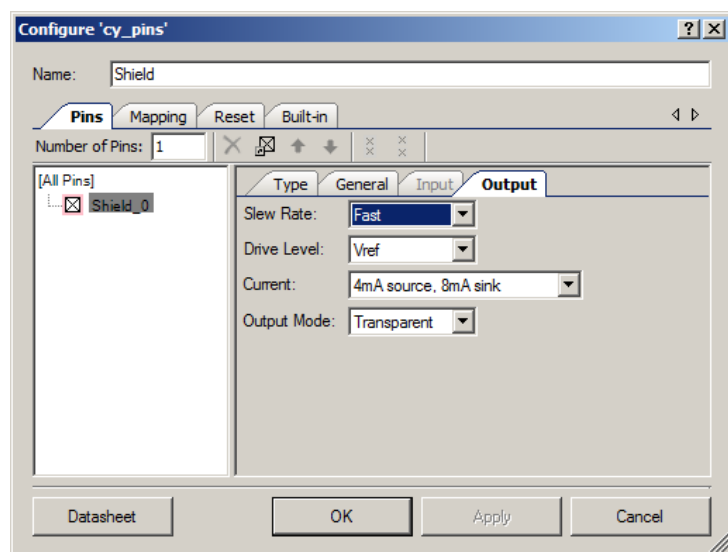 Configure 'cy_pins'
Name: Shield
Pins Mapping Reset Built-in
Number of Pins: 1
[All Pins]
Shield_0
Type General Input Output
Slew Rate: Fast
Drive Level: Vref
Current: 4mA source, 8mA sink
Output Mode: Transparent
Datasheet OK Apply Cancel